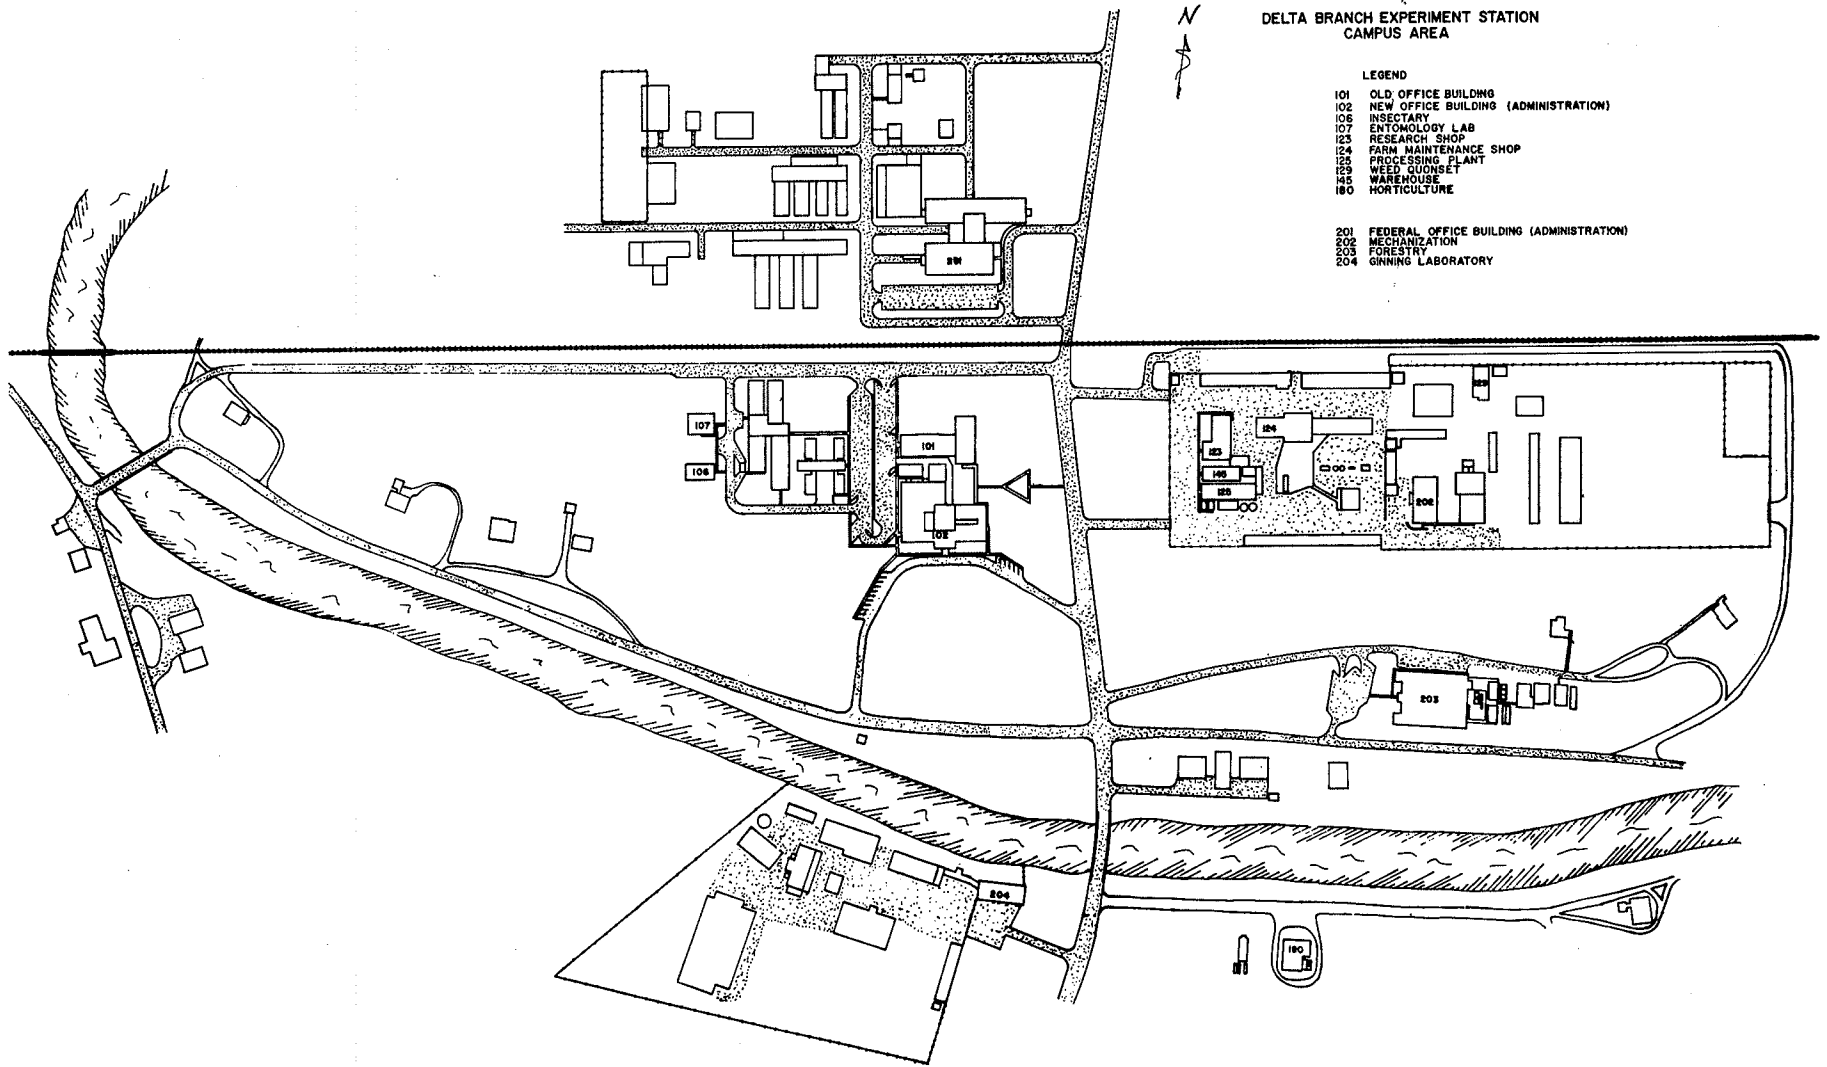 N
DELTA BRANCH EXPERIMENT STATION
CAMPUS AREA
LEGEND
101 OLD OFFICE BUILDING
102 NEW OFFICE BUILDING (ADMINISTRATION)
106 INSECTARY
107 ENTOMOLOGY LAB
123 RESEARCH SHOP
124 FARM MAINTENANCE SHOP
125 PROCESSING PLANT
129 WEED QUONSET
145 WAREHOUSE
180 HORTICULTURE
201 FEDERAL OFFICE BUILDING (ADMINISTRATION)
202 MECHANIZATION
203 FORESTRY
204 GINNING LABORATORY
201
129
107
101
124
123
106
145
125
202
102
203
204
180